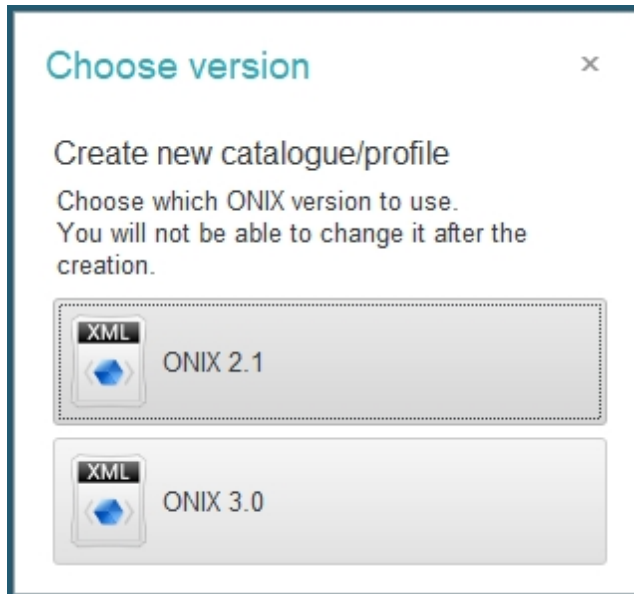 Choose version
×
Create new catalogue/profile
Choose which ONIX version to use.
You will not be able to change it after the
creation.
XML
ONIX 2.1
XML
ONIX 3.0